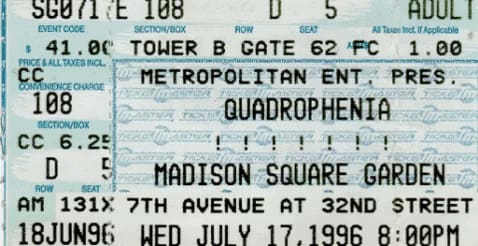 SG0717E 108 D 5 ADULT
EVENT CODE SECTION/BOX ROW SEAT All Taxes Incl. If Applicable
$ 41.00 TOWER B GATE 62 FC 1.00
PRICE & ALL TAXES INCL.
CC METROPOLITAN ENT. PRES.
CONVENIENCE CHARGE
108 QUADROPHENIA
SECTION/BOX
CC 6.25 ! ! ! ! ! ! !
D 5 MADISON SQUARE GARDEN
ROW SEAT
AM 131X 7TH AVENUE AT 32ND STREET
18JUN96 WED JULY 17,1996 8:00PM